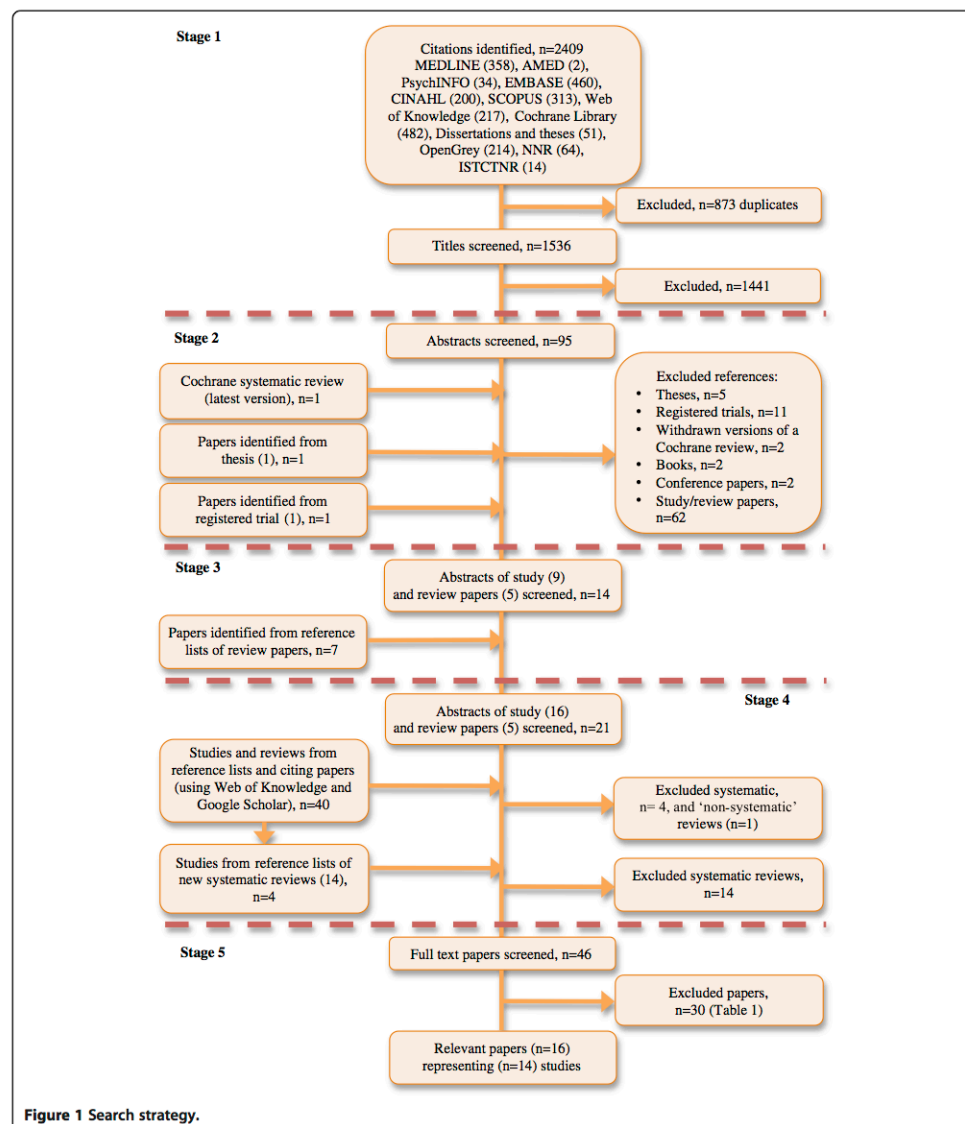 Stage 1
Citations identified, n=2409
MEDLINE (358), AMED (2),
PsychINFO (34), EMBASE (460),
CINAHL (200), SCOPUS (313), Web
of Knowledge (217), Cochrane Library
(482), Dissertations and theses (51),
OpenGrey (214), NNR (64),
ISTCTNR (14)
Excluded, n=873 duplicates
Titles screened, n=1536
Excluded, n=1441
Stage 2
Abstracts screened, n=95
Cochrane systematic review
(latest version), n=1
Papers identified from
thesis (1), n=1
Papers identified from
registered trial (1), n=1
Excluded references:
• Theses, n=5
• Registered trials, n=11
• Withdrawn versions of a
Cochrane review, n=2
• Books, n=2
• Conference papers, n=2
• Study/review papers,
n=62
Stage 3
Abstracts of study (9)
and review papers (5) screened, n=14
Papers identified from reference
lists of review papers, n=7
Stage 4
Abstracts of study (16)
and review papers (5) screened, n=21
Studies and reviews from
reference lists and citing papers
(using Web of Knowledge and
Google Scholar), n=40
Excluded systematic,
n= 4, and ‘non-systematic’
reviews (n=1)
Studies from reference lists of
new systematic reviews (14),
n=4
Excluded systematic reviews,
n=14
Stage 5
Full text papers screened, n=46
Excluded papers,
n=30 (Table 1)
Relevant papers (n=16)
representing (n=14) studies
Figure 1 Search strategy.